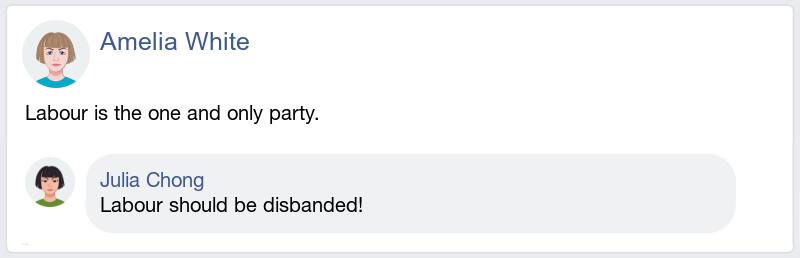 Amelia White
Labour is the one and only party.
Julia Chong
Labour should be disbanded!